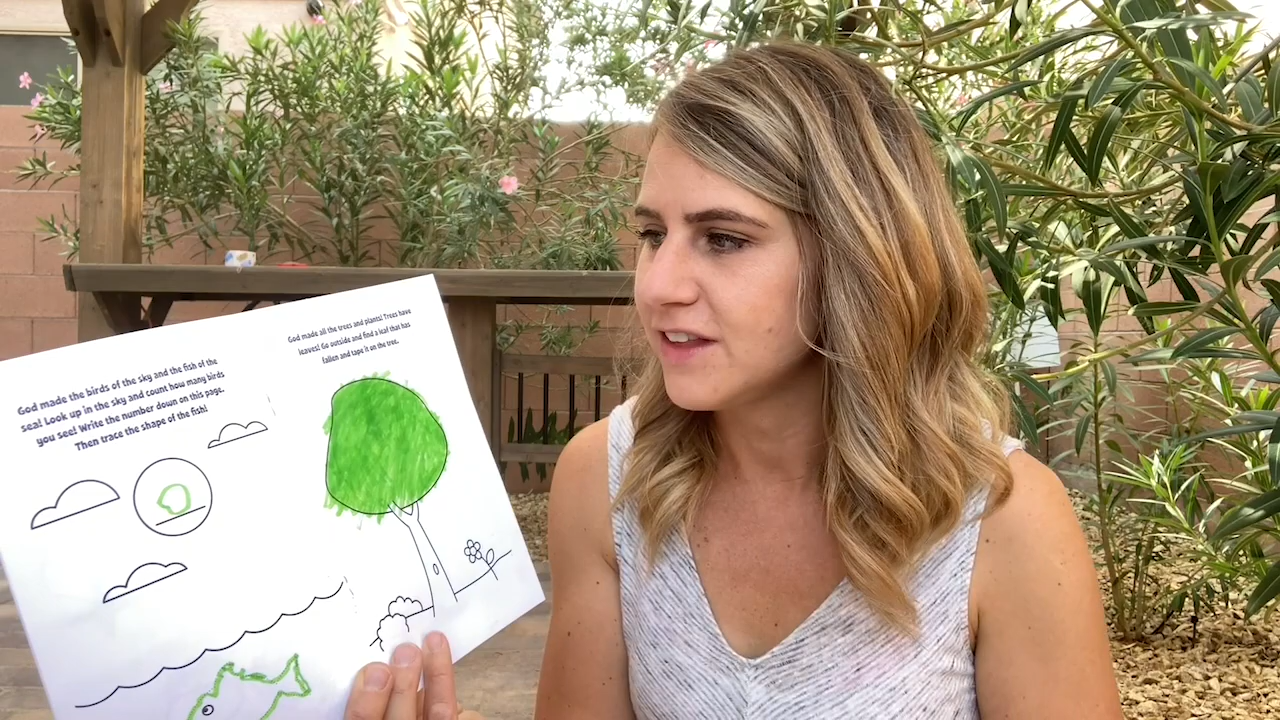 God made the birds of the sky and the fish of the
sea! Look up in the sky and count how many birds
you see! Write the number down on this page.
Then trace the shape of the fish!
God made all the trees and plants! Trees have
leaves! Go outside and find a leaf that has
fallen and tape it on the tree.